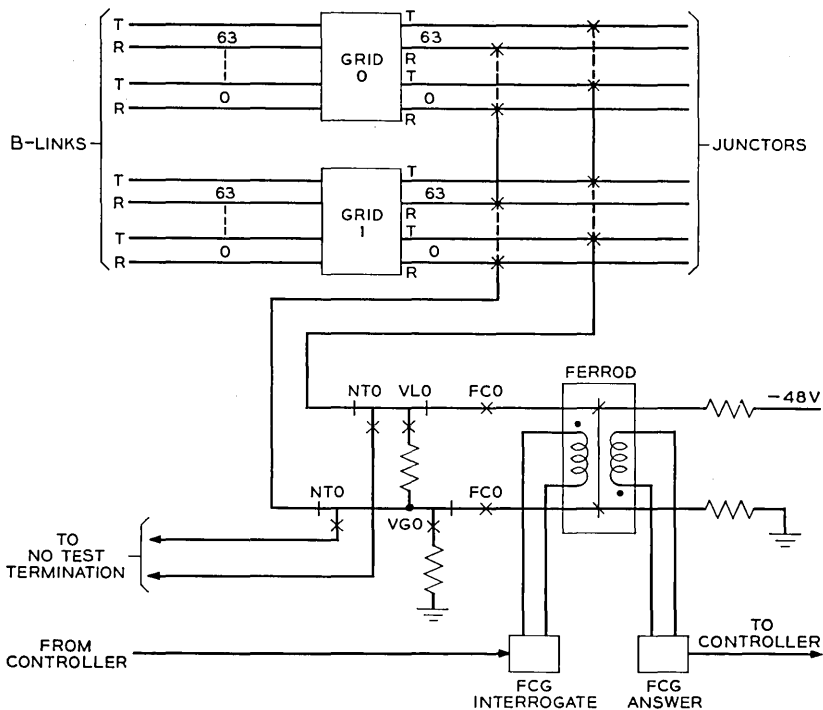 T
T
R
63
63
R
GRID
0
T
T
R
0
0
R
B-LINKS
JUNCTORS
T
T
R
63
63
R
GRID
1
T
T
R
0
0
R
FERROD
NT0
VL0
FC0
-48V
NT0
FC0
VG0
TO
NO TEST
TERMINATION
FROM
CONTROLLER
TO
CONTROLLER
FCG
INTERROGATE
FCG
ANSWER